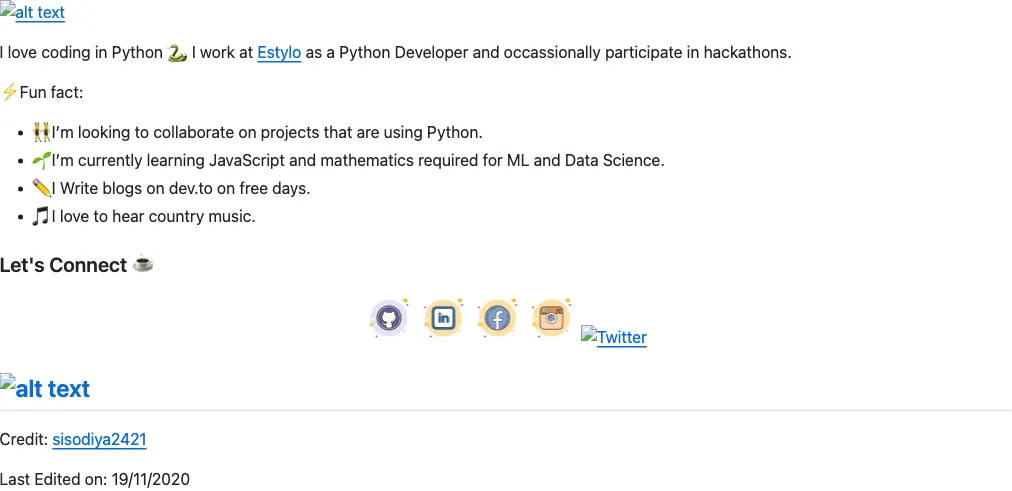 alt text
I love coding in Python 🐍 I work at Estylo as a Python Developer and occassionally participate in hackathons.
⚡Fun fact:
👯I'm looking to collaborate on projects that are using Python.
🌱I'm currently learning JavaScript and mathematics required for ML and Data Science.
✏️I Write blogs on dev.to on free days.
🎵I love to hear country music.
Let's Connect ☕
in f Twitter
alt text
Credit: sisodiya2421
Last Edited on: 19/11/2020